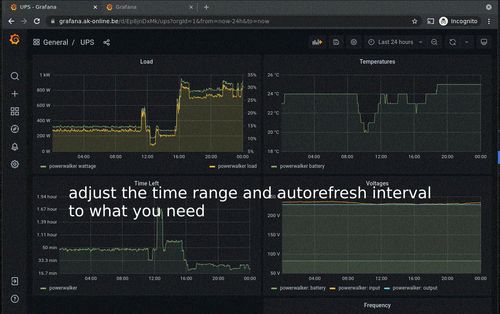 UPS - Grafana
Grafana
grafana.ak-online.be/d/Ep8jnDxMk/ups?orgId=1&from=now-24h&to=now
Incognito
General / UPS
Last 24 hours
Load
1 kW
800 W
600 W
400 W
200 W
0 W
35%
30%
25%
20%
15%
10%
5%
04:00 08:00 12:00 16:00 20:00 00:00
powerwalker wattage
powerwalker load
Temperatures
26 °C
24 °C
22 °C
20 °C
18 °C
04:00 08:00 12:00 16:00 20:00 00:00
powerwalker battery
Time Left
1.94 hour
1.67 hour
1.39 hour
1.11 hour
50 min
33.3 min
16.7 min
04:00 08:00 12:00 16:00 20:00 00:00
powerwalker
Voltages
250 V
200 V
150 V
100 V
50 V
04:00 08:00 12:00 16:00 20:00 00:00
powerwalker: battery powerwalker: input powerwalker: output
adjust the time range and autorefresh interval
to what you need
Frequency